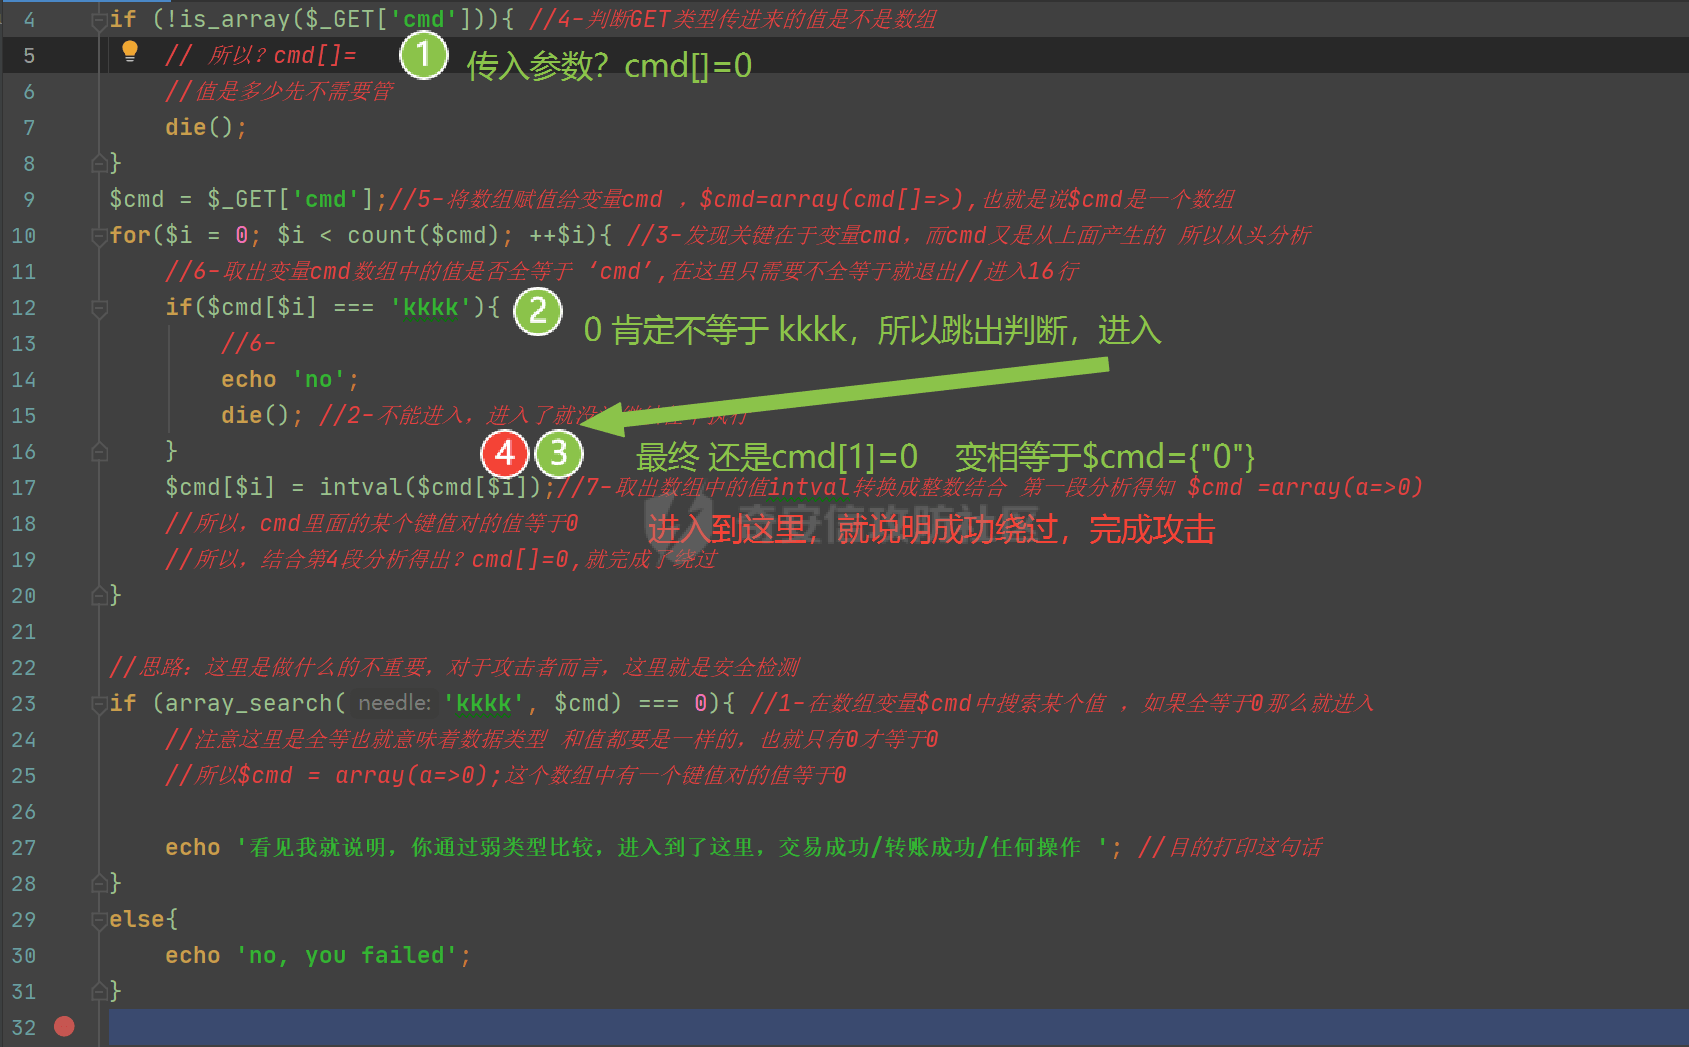 4 if (!is_array($_GET['cmd'])){ //4-判断GET类型传进来的值是不是数组
5 // 所以？cmd[]= 1 传入参数？cmd[]=0
6 //值是多少先不需要管
7 die();
8 }
9 $cmd = $_GET['cmd'];//5-将数组赋值给变量cmd ，$cmd=array(cmd[]=>),也就是说$cmd是一个数组
10 for($i = 0; $i < count($cmd); ++$i){ //3-发现关键在于变量cmd，而cmd又是从上面产生的 所以从头分析
11 //6-取出变量cmd数组中的值是否全等于 ‘cmd’,在这里只需要不全等于就退出//进入16行
12 if($cmd[$i] === 'kkkk'){ 2 0 肯定不等于 kkkk，所以跳出判断，进入
13 //6-
14 echo 'no';
15 die(); //2-不能进入，进入了就没
16 } 4 3 最终 还是cmd[1]=0 变相等于$cmd={"0"}
17 $cmd[$i] = intval($cmd[$i]);//7-取出数组中的值intval转换成整数结合 第一段分析得知 $cmd =array(a=>0)
18 //所以，cmd里面的某个键值对的值等于0 进入到这里，就说明成功绕过，完成攻击
奇安信攻防社区
19 //所以，结合第4段分析得出？cmd[]=0,就完成了绕过
20 }
21
22 //思路：这里是做什么的不重要，对于攻击者而言，这里就是安全检测
23 if (array_search( needle: 'kkkk', $cmd) === 0){ //1-在数组变量$cmd中搜索某个值 ，如果全等于0那么就进入
24 //注意这里是全等也就意味着数据类型 和值都要是一样的，也就只有0才等于0
25 //所以$cmd = array(a=>0);这个数组中有一个键值对的值等于0
26
27 echo '看见我就说明，你通过弱类型比较，进入到了这里，交易成功/转账成功/任何操作 '; //目的打印这句话
28 }
29 else{
30 echo 'no, you failed';
31 }
32